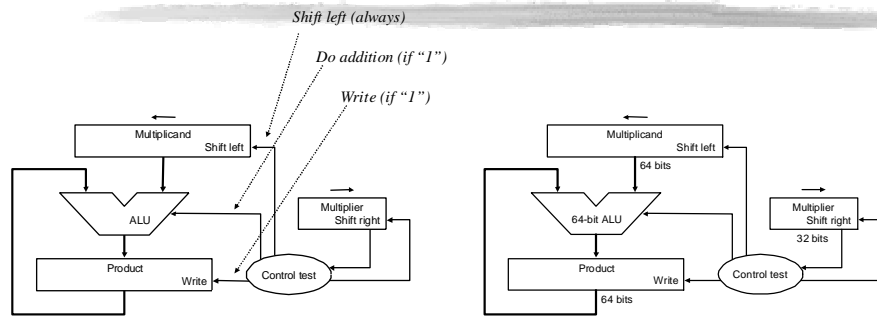 Shift left (always)
Do addition (if “1”)
Write (if “1”)
Multiplicand
Shift left
ALU
Multiplier
Shift right
Product
Write
Control test
Multiplicand
Shift left
64 bits
64-bit ALU
Multiplier
Shift right
32 bits
Product
Write
Control test
64 bits